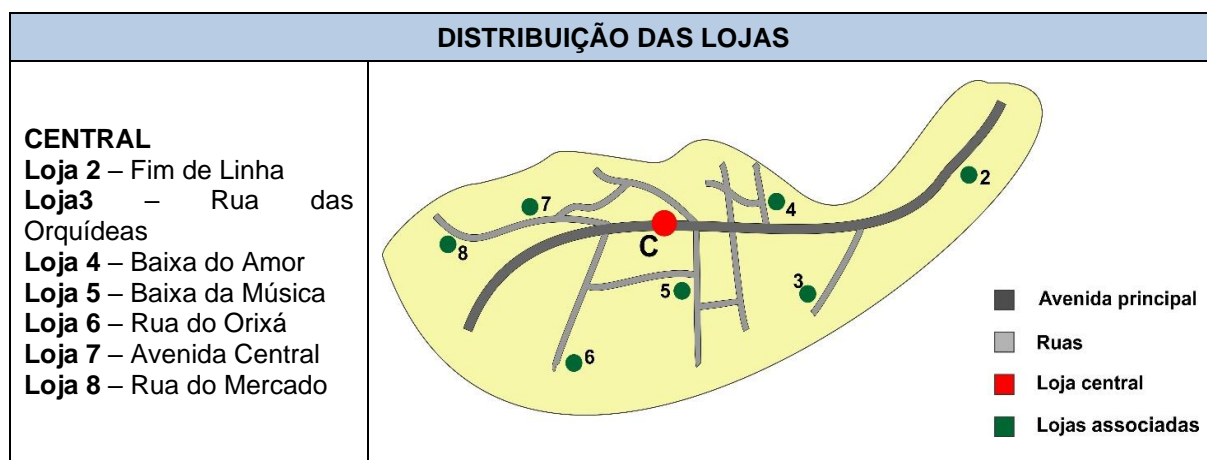 DISTRIBUIÇÃO DAS LOJAS
CENTRAL
Loja 2 – Fim de Linha
Loja3 – Rua das
Orquídeas
Loja 4 – Baixa do Amor
Loja 5 – Baixa da Música
Loja 6 – Rua do Orixá
Loja 7 – Avenida Central
Loja 8 – Rua do Mercado
2
7
4
8
C
5
3
6
Avenida principal
Ruas
Loja central
Lojas associadas